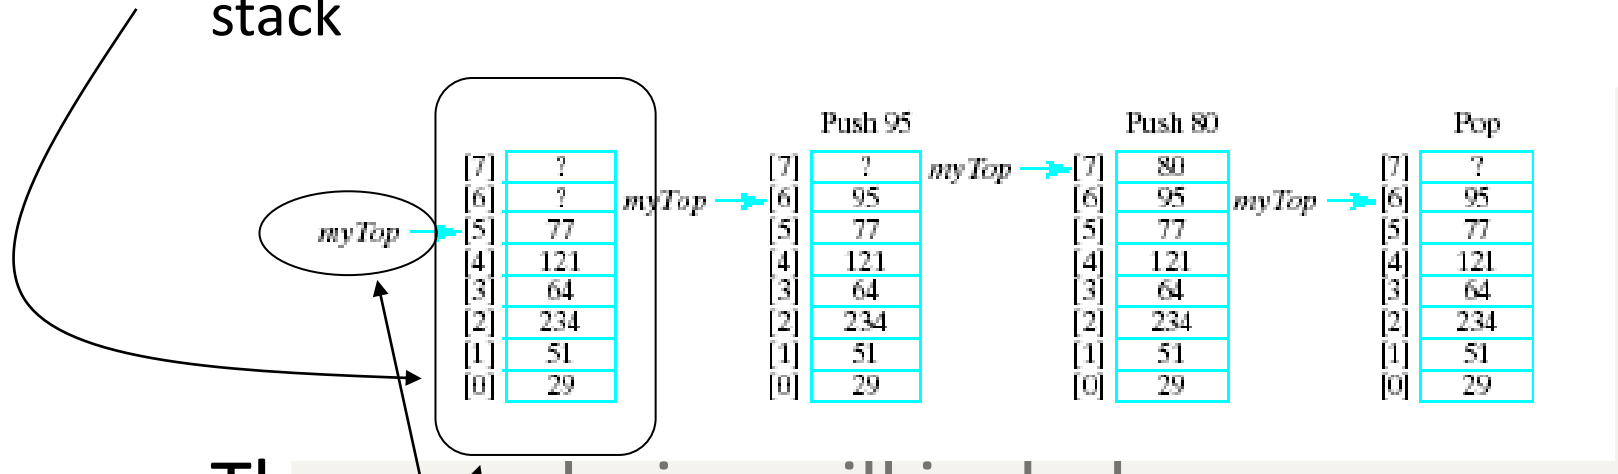 stack
Push 95 Push 80 Pop
[7] ? [7] ? myTop [7] 80 [7] ?
[6] ? myTop [6] 95 [6] 95 myTop [6] 95
myTop [5] 77 [5] 77 [5] 77 [5] 77
[4] 121 [4] 121 [4] 121 [4] 121
[3] 64 [3] 64 [3] 64 [3] 64
[2] 234 [2] 234 [2] 234 [2] 234
[1] 51 [1] 51 [1] 51 [1] 51
[0] 29 [0] 29 [0] 29 [0] 29